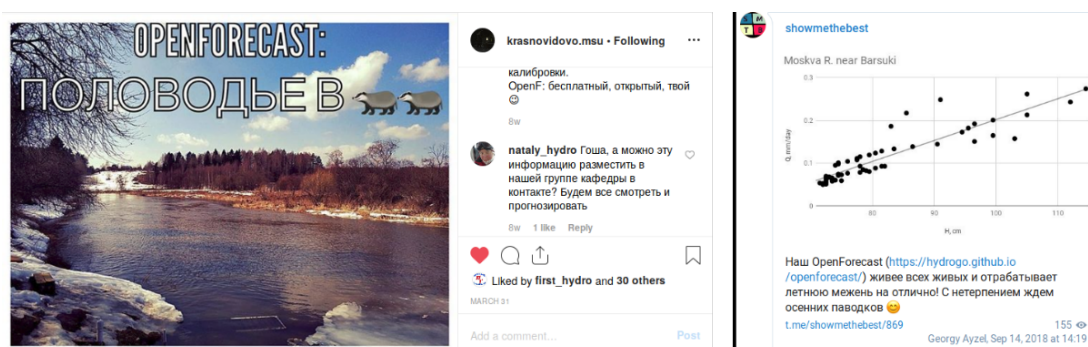 OPENFORECAST:
ПОЛОВОДЬЕ В
krasnovidovo.msu • Following
калибровки.
OpenF: бесплатный, открытый, твой
8w
nataly_hydro Гоша, а можно эту
информацию разместить в
нашей группе кафедры в
контакте? Будем все смотреть и
прогнозировать
8w 1 like Reply
Liked by first_hydro and 30 others
MARCH 31
Add a comment...
Post
S M
T B
showmethebest
Moskva R. near Barsuki
0.3
0.2
0.1
0
Q, mm/day
80
90
100
110
H, cm
Наш OpenForecast (https://hydrogo.github.io
/openforecast/) живее всех живых и отрабатывает
летнюю межень на отлично! С нетерпением ждем
осенних паводков
t.me/showmethebest/869
155
Georgy Ayzel, Sep 14, 2018 at 14:19